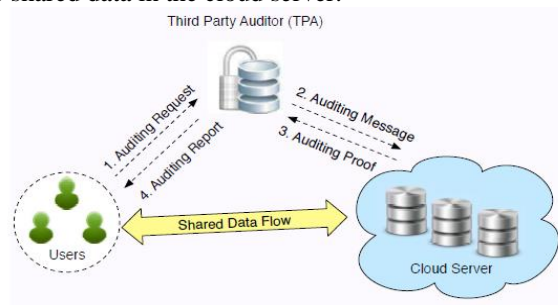 shared data in the cloud server.
Third Party Auditor (TPA)
1. Auditing Request
2. Auditing Message
3. Auditing Proof
4. Auditing Report
Users
Shared Data Flow
Cloud Server